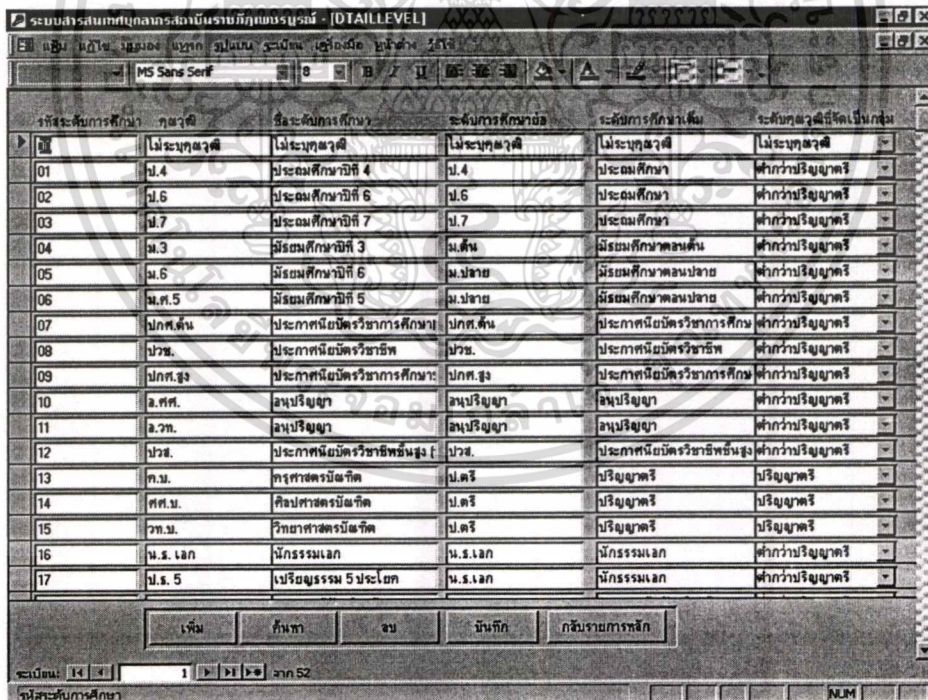 ระบบสารสนเทศบุคลากรสถาบันราชภัฏเพชรบูรณ์ - [DTAILLEVEL]
แฟ้ม แก้ไข มุมมอง แทรก รูปแบบ ระเบียน เครื่องมือ หน้าต่าง วิธีใช้
MS Sans Serif 8 B I U
รหัสระดับการศึกษา คุณวุฒิ ชื่อระดับการศึกษา ระดับการศึกษาย่อ ระดับการศึกษาเต็ม ระดับคุณวุฒิที่จัดเป็นกลุ่ม
ไม่ระบุคุณวุฒิ ไม่ระบุคุณวุฒิ ไม่ระบุคุณวุฒิ ไม่ระบุคุณวุฒิ ไม่ระบุคุณวุฒิ
01 ป.4 ประถมศึกษาปีที่ 4 ป.4 ประถมศึกษา ต่ำกว่าปริญญาตรี
02 ป.6 ประถมศึกษาปีที่ 6 ป.6 ประถมศึกษา ต่ำกว่าปริญญาตรี
03 ป.7 ประถมศึกษาปีที่ 7 ป.7 ประถมศึกษา ต่ำกว่าปริญญาตรี
04 ม.3 มัธยมศึกษาปีที่ 3 ม.ต้น มัธยมศึกษาตอนต้น ต่ำกว่าปริญญาตรี
05 ม.6 มัธยมศึกษาปีที่ 6 ม.ปลาย มัธยมศึกษาตอนปลาย ต่ำกว่าปริญญาตรี
06 ม.ศ.5 มัธยมศึกษาปีที่ 5 ม.ปลาย มัธยมศึกษาตอนปลาย ต่ำกว่าปริญญาตรี
07 ปกศ.ต้น ประกาศนียบัตรวิชาการศึกษา ปกศ.ต้น ประกาศนียบัตรวิชาการศึกษ ต่ำกว่าปริญญาตรี
08 ปวช. ประกาศนียบัตรวิชาชีพ ปวช. ประกาศนียบัตรวิชาชีพ ต่ำกว่าปริญญาตรี
09 ปกศ.สูง ประกาศนียบัตรวิชาการศึกษา ปกศ.สูง ประกาศนียบัตรวิชาการศึกษ ต่ำกว่าปริญญาตรี
10 อ.ศศ. อนุปริญญา อนุปริญญา อนุปริญญา ต่ำกว่าปริญญาตรี
11 อ.วท. อนุปริญญา อนุปริญญา อนุปริญญา ต่ำกว่าปริญญาตรี
12 ปวส. ประกาศนียบัตรวิชาชีพชั้นสูง ปวส. ประกาศนียบัตรวิชาชีพชั้นสูง ต่ำกว่าปริญญาตรี
13 ค.บ. ครุศาสตรบัณฑิต ป.ตรี ปริญญาตรี ปริญญาตรี
14 ศศ.บ. ศิลปศาสตรบัณฑิต ป.ตรี ปริญญาตรี ปริญญาตรี
15 วท.บ. วิทยาศาสตรบัณฑิต ป.ตรี ปริญญาตรี ปริญญาตรี
16 น.ธ. เอก นักธรรมเอก น.ธ.เอก นักธรรมเอก ต่ำกว่าปริญญาตรี
17 ป.ธ. 5 เปรียญธรรม 5 ประโยค น.ธ.เอก นักธรรมเอก ต่ำกว่าปริญญาตรี
เพิ่ม ค้นหา ลบ บันทึก กลับรายการหลัก
ระเบียน: 1 จาก 52
รหัสระดับการศึกษา NUM